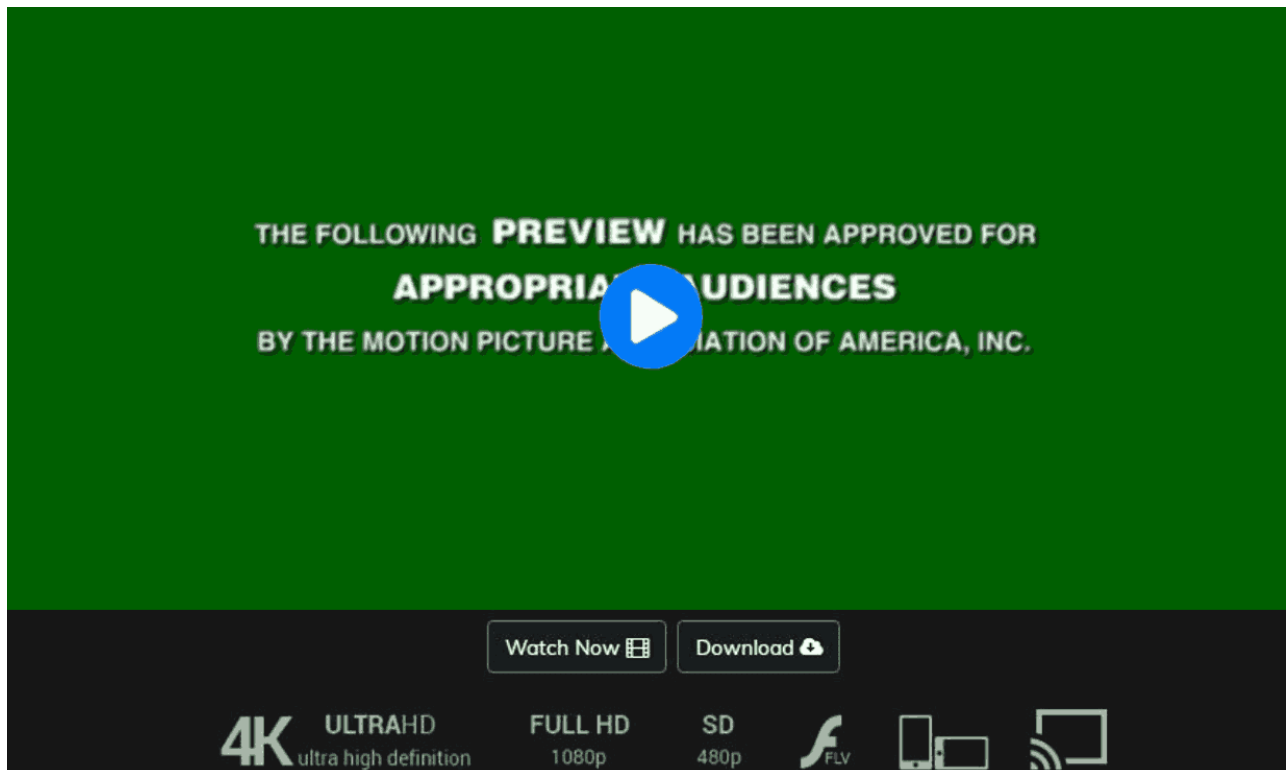 THE FOLLOWING PREVIEW HAS BEEN APPROVED FOR
AUDIENCES
BY THE MOTION PICTURE OF AMERICA, INC.
Watch Now
Download
4K ULTRAHD
ultra high definition
FULL HD
1080p
SD
480p
FLV